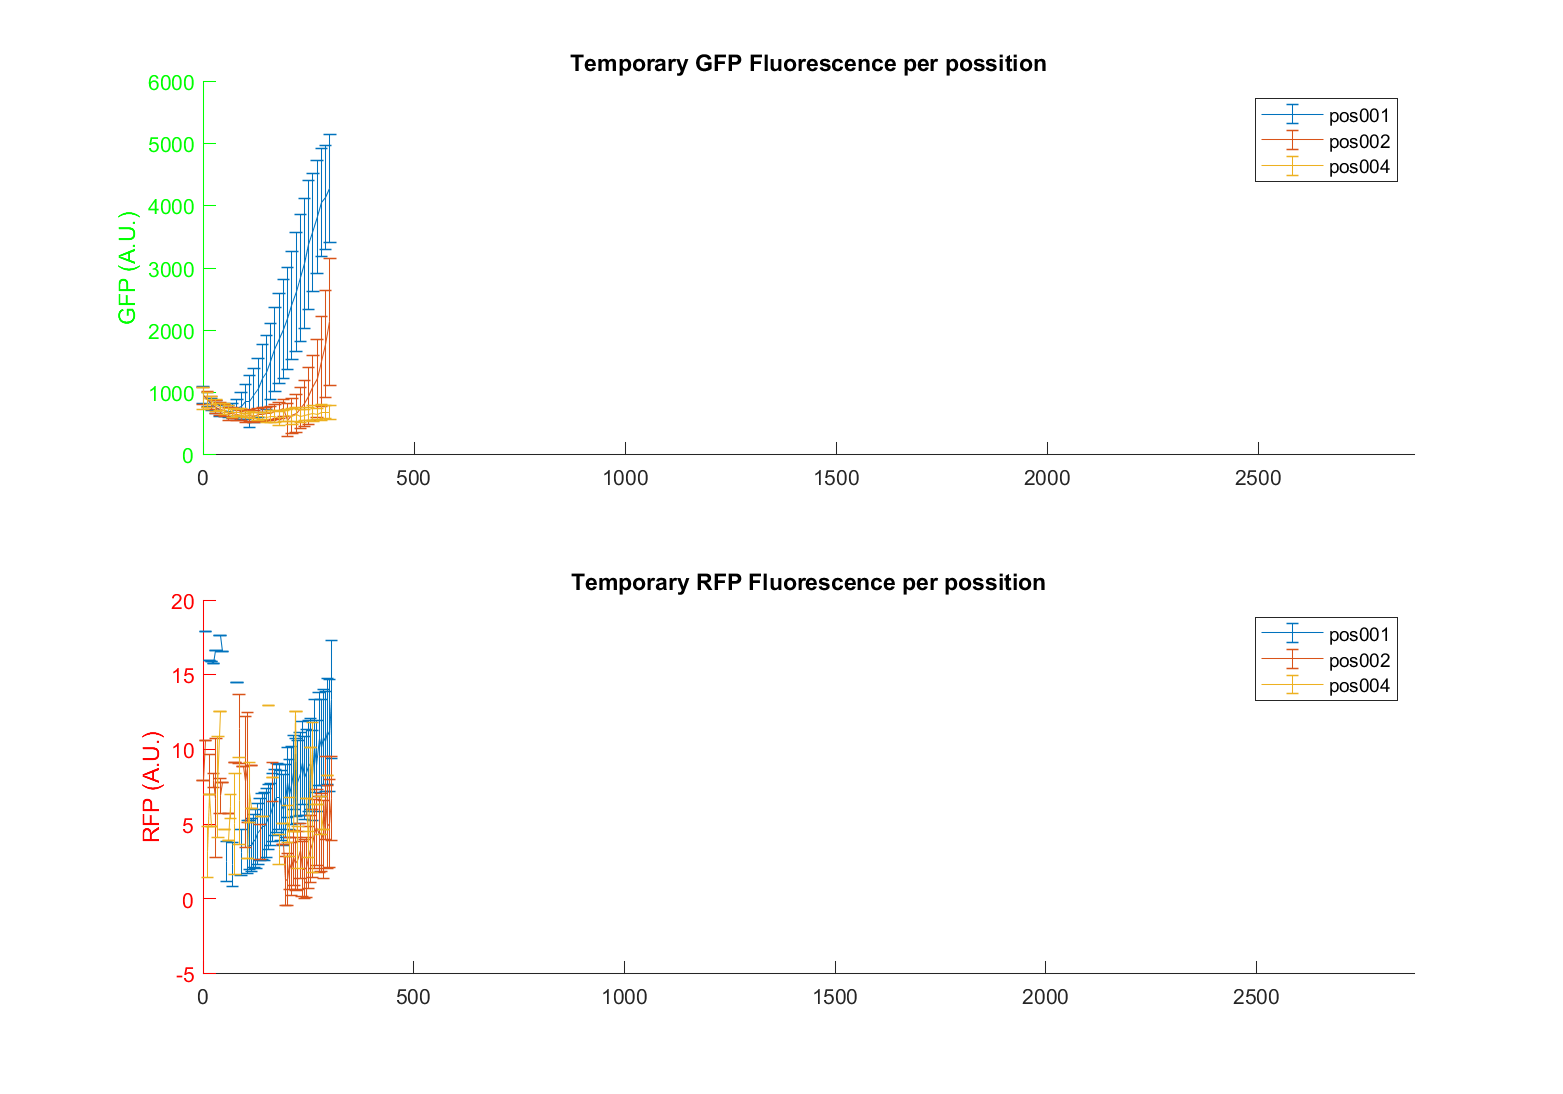 Temporary GFP Fluorescence per possition
6000
5000
4000
3000
2000
1000
0
GFP (A.U.)
pos001
pos002
pos004
0 500 1000 1500 2000 2500
Temporary RFP Fluorescence per possition
20
15
10
5
0
-5
RFP (A.U.)
pos001
pos002
pos004
0 500 1000 1500 2000 2500